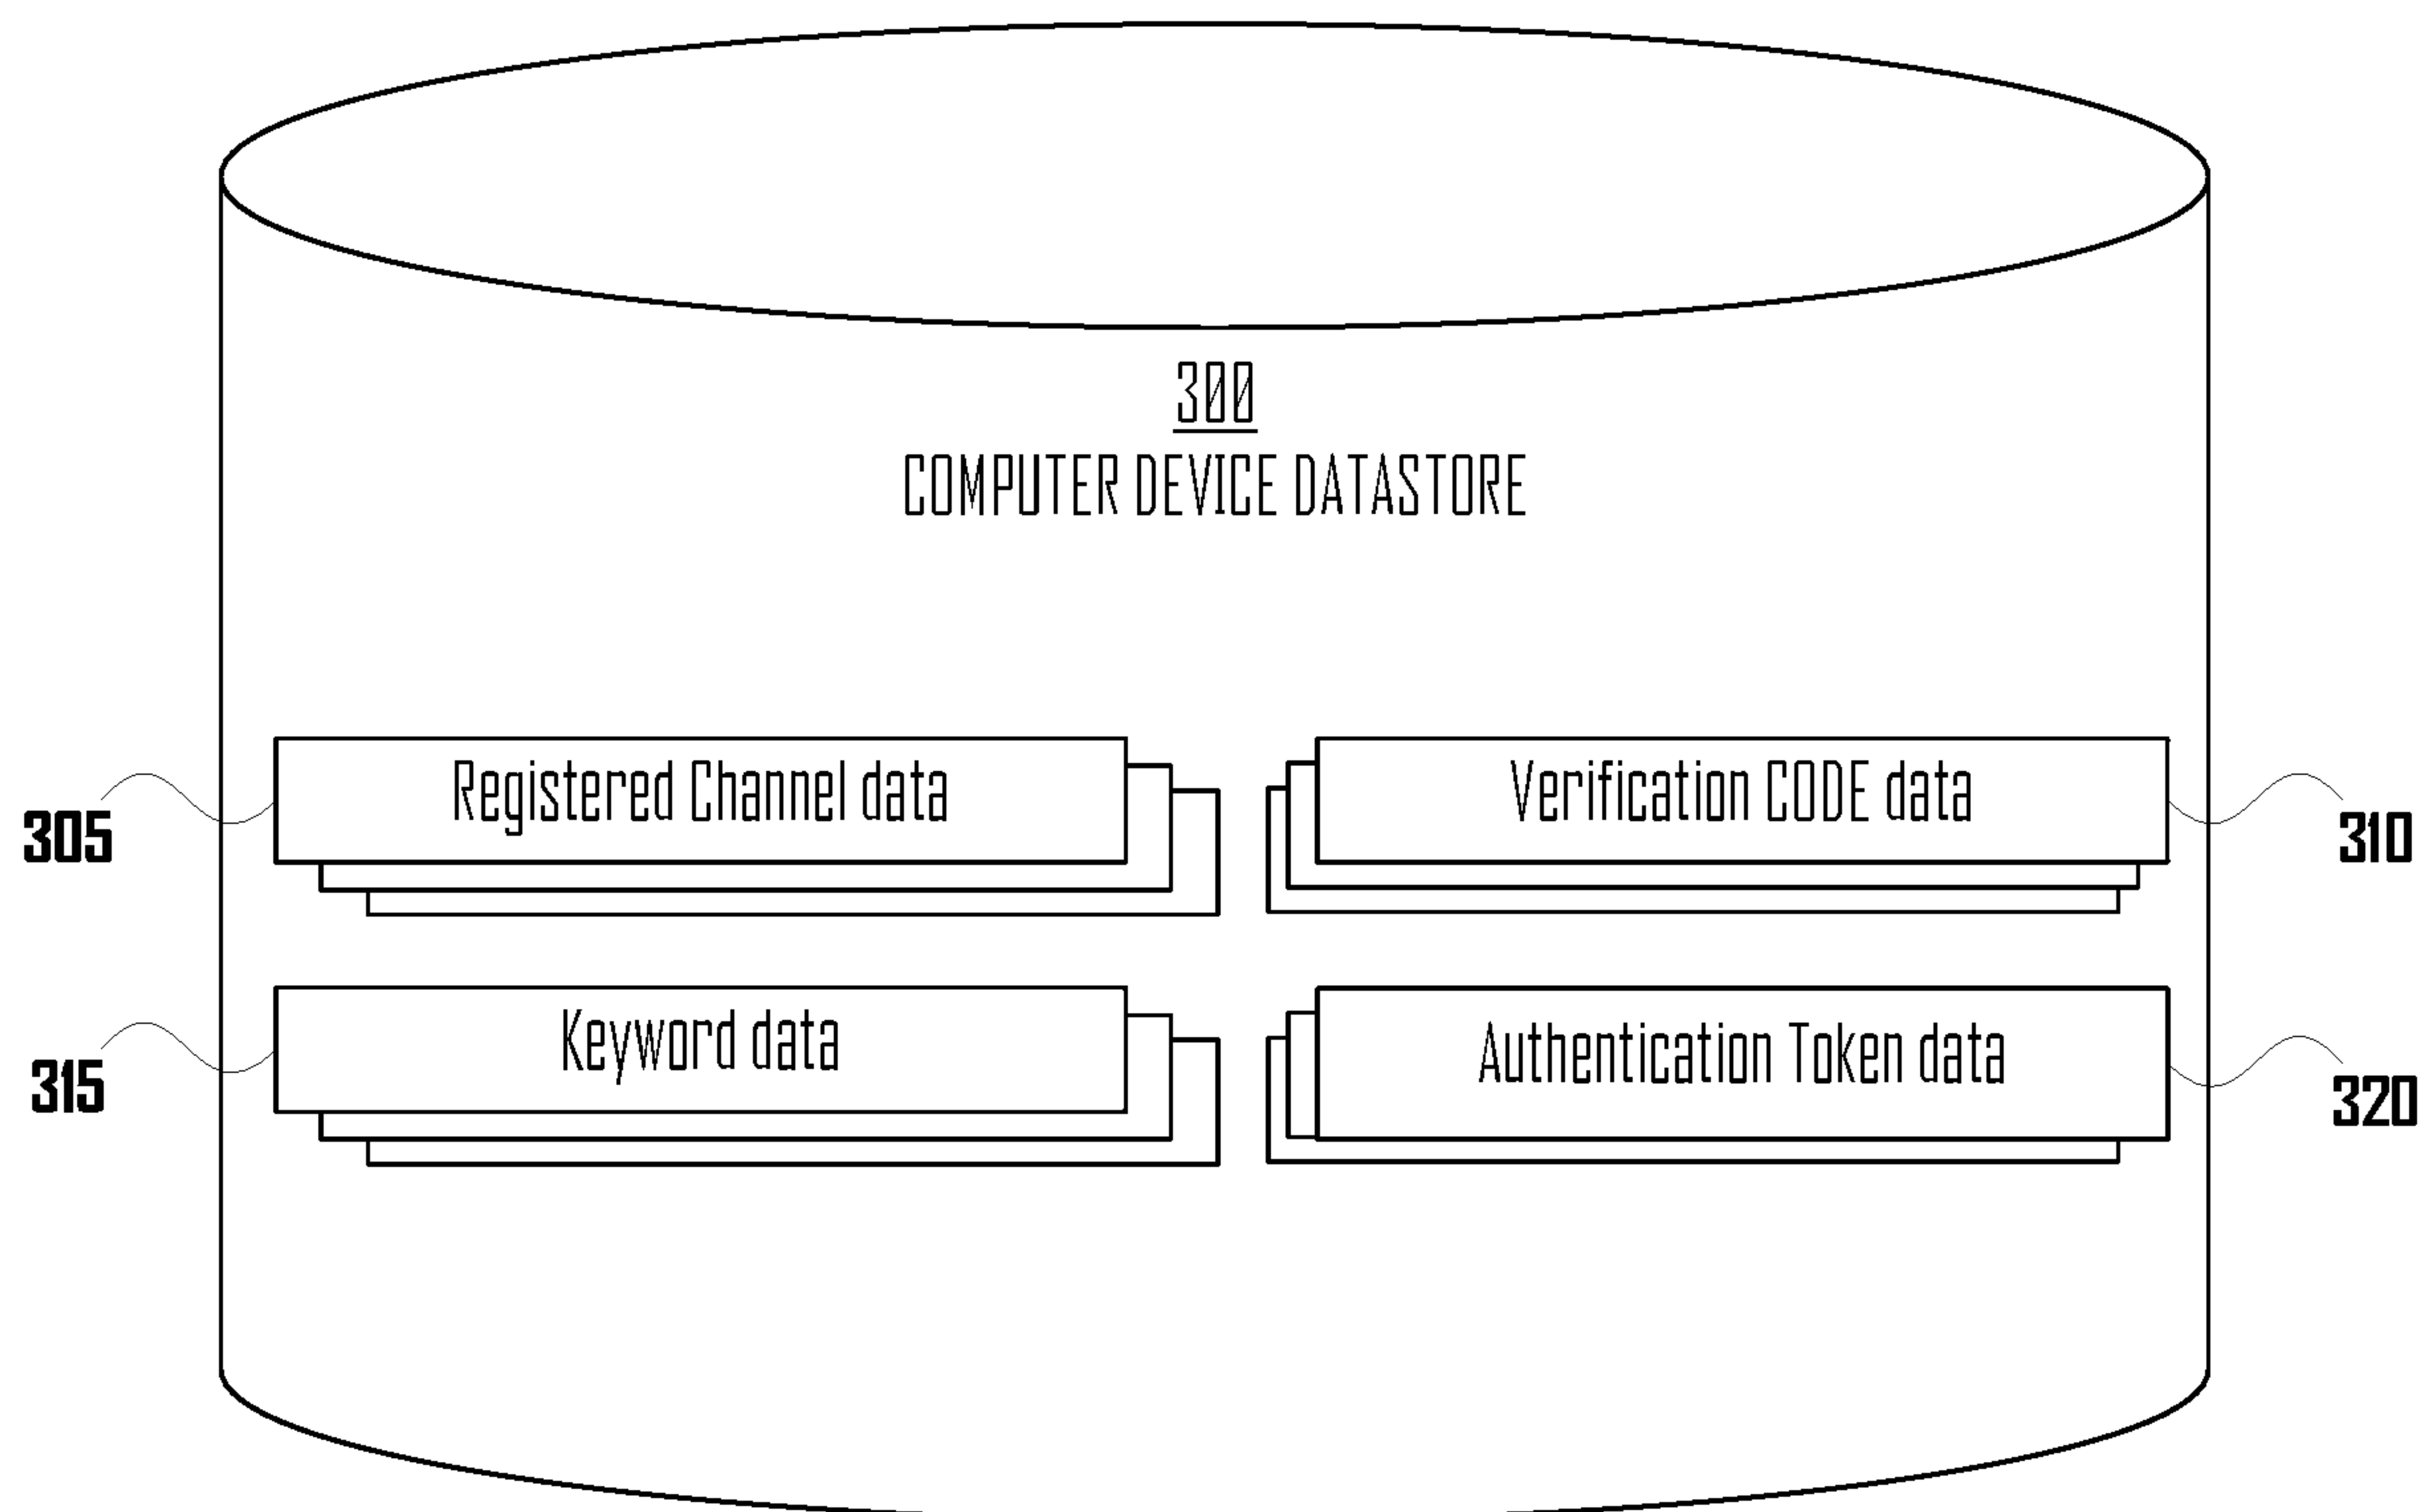 300
COMPUTER DEVICE DATASTORE
Registered Channel data
Verification CODE data
305
310
Keyword data
Authentication Token data
315
320